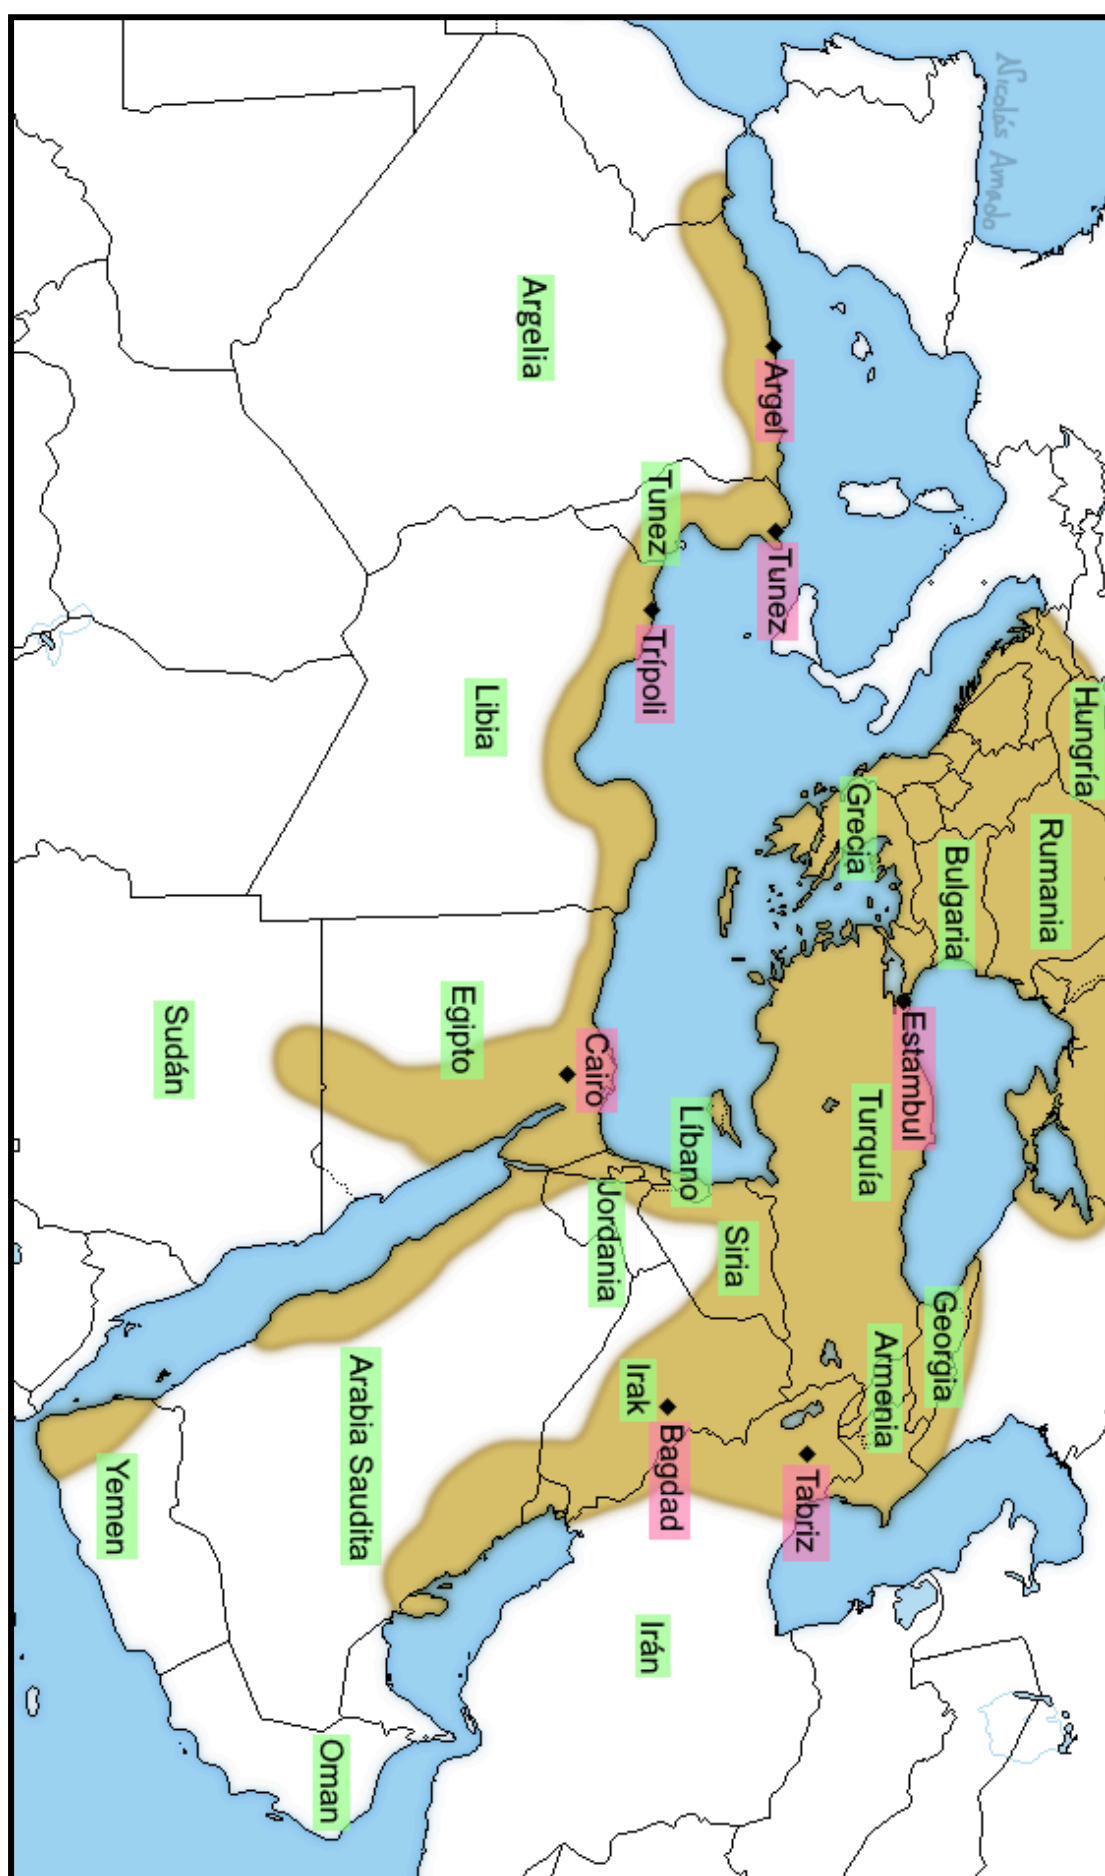 Nicolás Amado
Hungría
Rumania
Bulgaria
Grecia
Estambul
Turquía
Georgia
Armenia
Tabriz
Argel
Tunez
Tunez
Trípoli
Líbano
Siria
Jordania
Irak
Bagdad
Irán
Argelia
Libia
Egipto
Cairo
Arabia Saudita
Sudán
Yemen
Oman